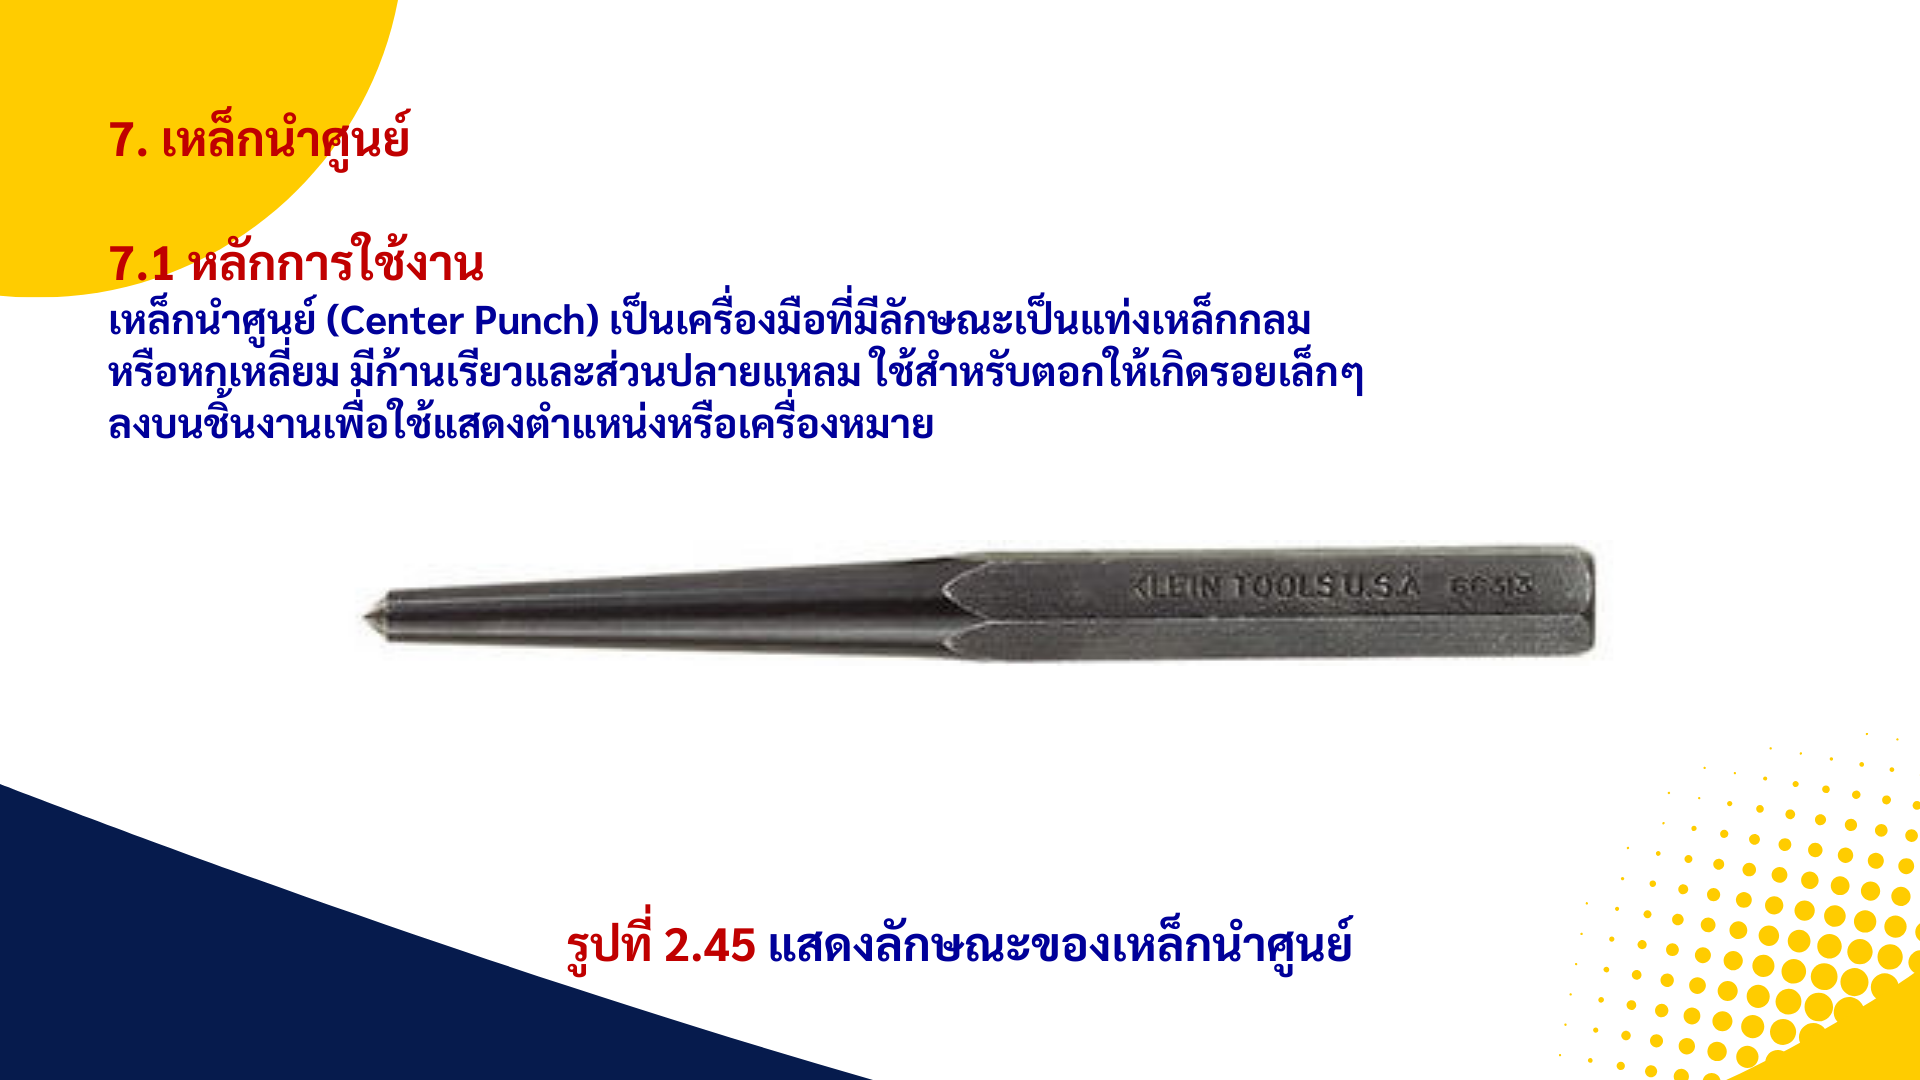 7. เหล็กนำศูนย์
7.1 หลักการใช้งาน
เหล็กนำศูนย์ (Center Punch) เป็นเครื่องมือที่มีลักษณะเป็นแท่งเหล็กกลม
หรือหกเหลี่ยม มีก้านเรียวและส่วนปลายแหลม ใช้สำหรับตอกให้เกิดรอยเล็กๆ
ลงบนชิ้นงานเพื่อใช้แสดงตำแหน่งหรือเครื่องหมาย
KLEIN TOOLS U.S.A
รูปที่ 2.45 แสดงลักษณะของเหล็กนำศูนย์